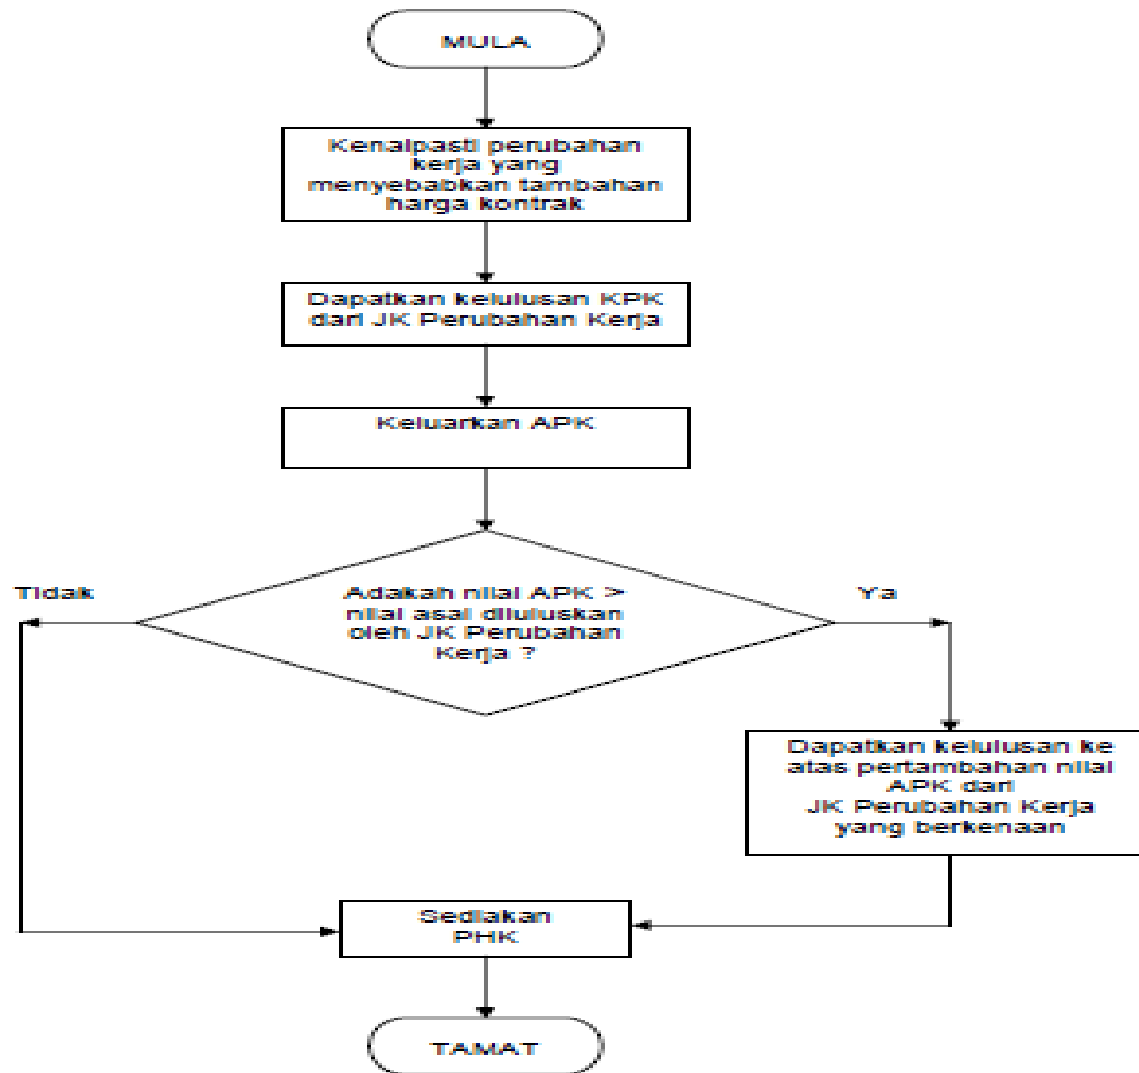 MULA
Kenalpasti perubahan
kerja yang
menyebabkan tambahan
harga kontrak
Dapatkan kelulusan KPK
dari JK Perubahan Kerja
Keluarkan APK
Adakah nilai APK >
nilai asal diluluskan
oleh JK Perubahan
Kerja ?
Tidak
Ya
Dapatkan kelulusan ke
atas pertambahan nilai
APK dari
JK Perubahan Kerja
yang berkenaan
Sediakan
PHK
TAMAT